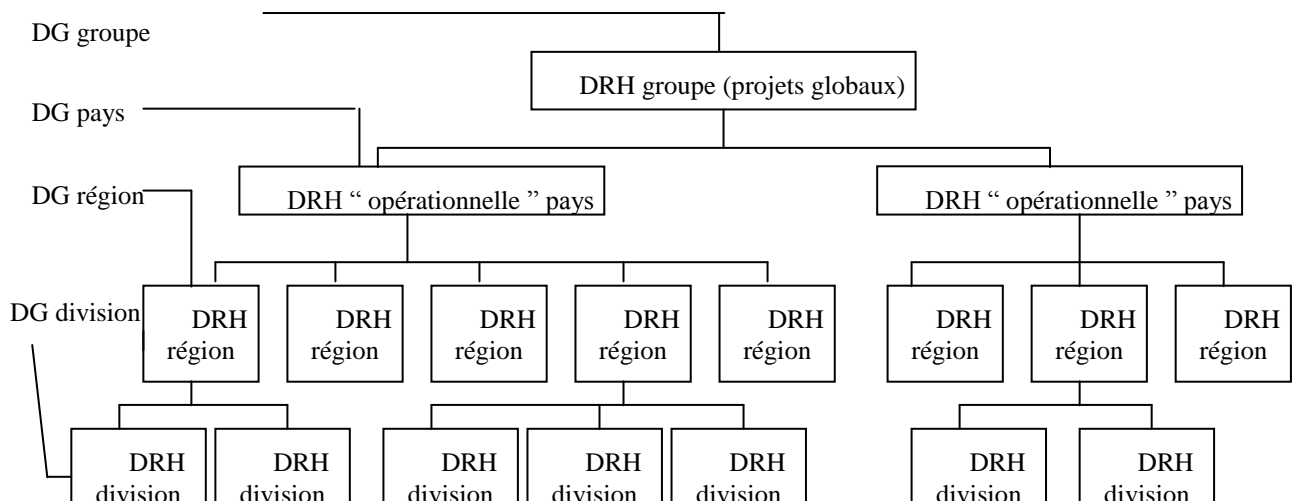 DG groupe
DRH groupe (projets globaux)
DG pays
DRH “ opérationnelle ” pays
DRH “ opérationnelle ” pays
DG région
DG division
DRH
région
DRH
région
DRH
région
DRH
région
DRH
région
DRH
région
DRH
région
DRH
région
DRH
division
DRH
division
DRH
division
DRH
division
DRH
division
DRH
division
DRH
division